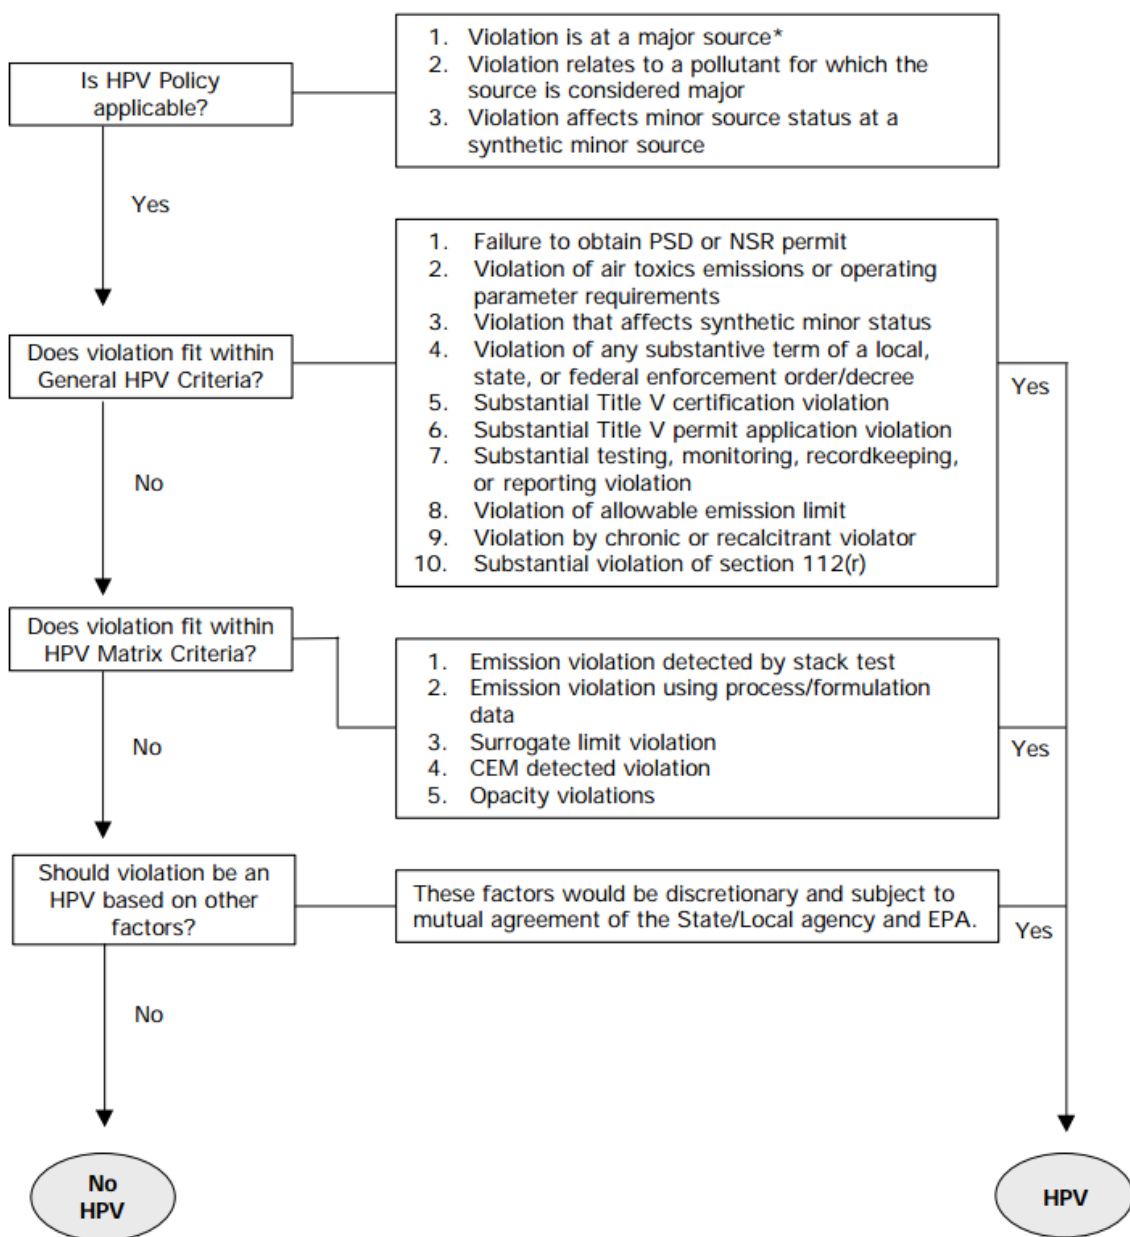 1. Violation is at a major source*
2. Violation relates to a pollutant for which the
source is considered major
3. Violation affects minor source status at a
synthetic minor source
Is HPV Policy
applicable?
Yes
1. Failure to obtain PSD or NSR permit
2. Violation of air toxics emissions or operating
parameter requirements
3. Violation that affects synthetic minor status
4. Violation of any substantive term of a local,
state, or federal enforcement order/decree
5. Substantial Title V certification violation
6. Substantial Title V permit application violation
7. Substantial testing, monitoring, recordkeeping,
or reporting violation
8. Violation of allowable emission limit
9. Violation by chronic or recalcitrant violator
10. Substantial violation of section 112(r)
Does violation fit within
General HPV Criteria?
Yes
No
Does violation fit within
HPV Matrix Criteria?
1. Emission violation detected by stack test
2. Emission violation using process/formulation
data
3. Surrogate limit violation
4. CEM detected violation
5. Opacity violations
Yes
No
Should violation be an
HPV based on other
factors?
These factors would be discretionary and subject to
mutual agreement of the State/Local agency and EPA.
Yes
No
No
HPV
HPV